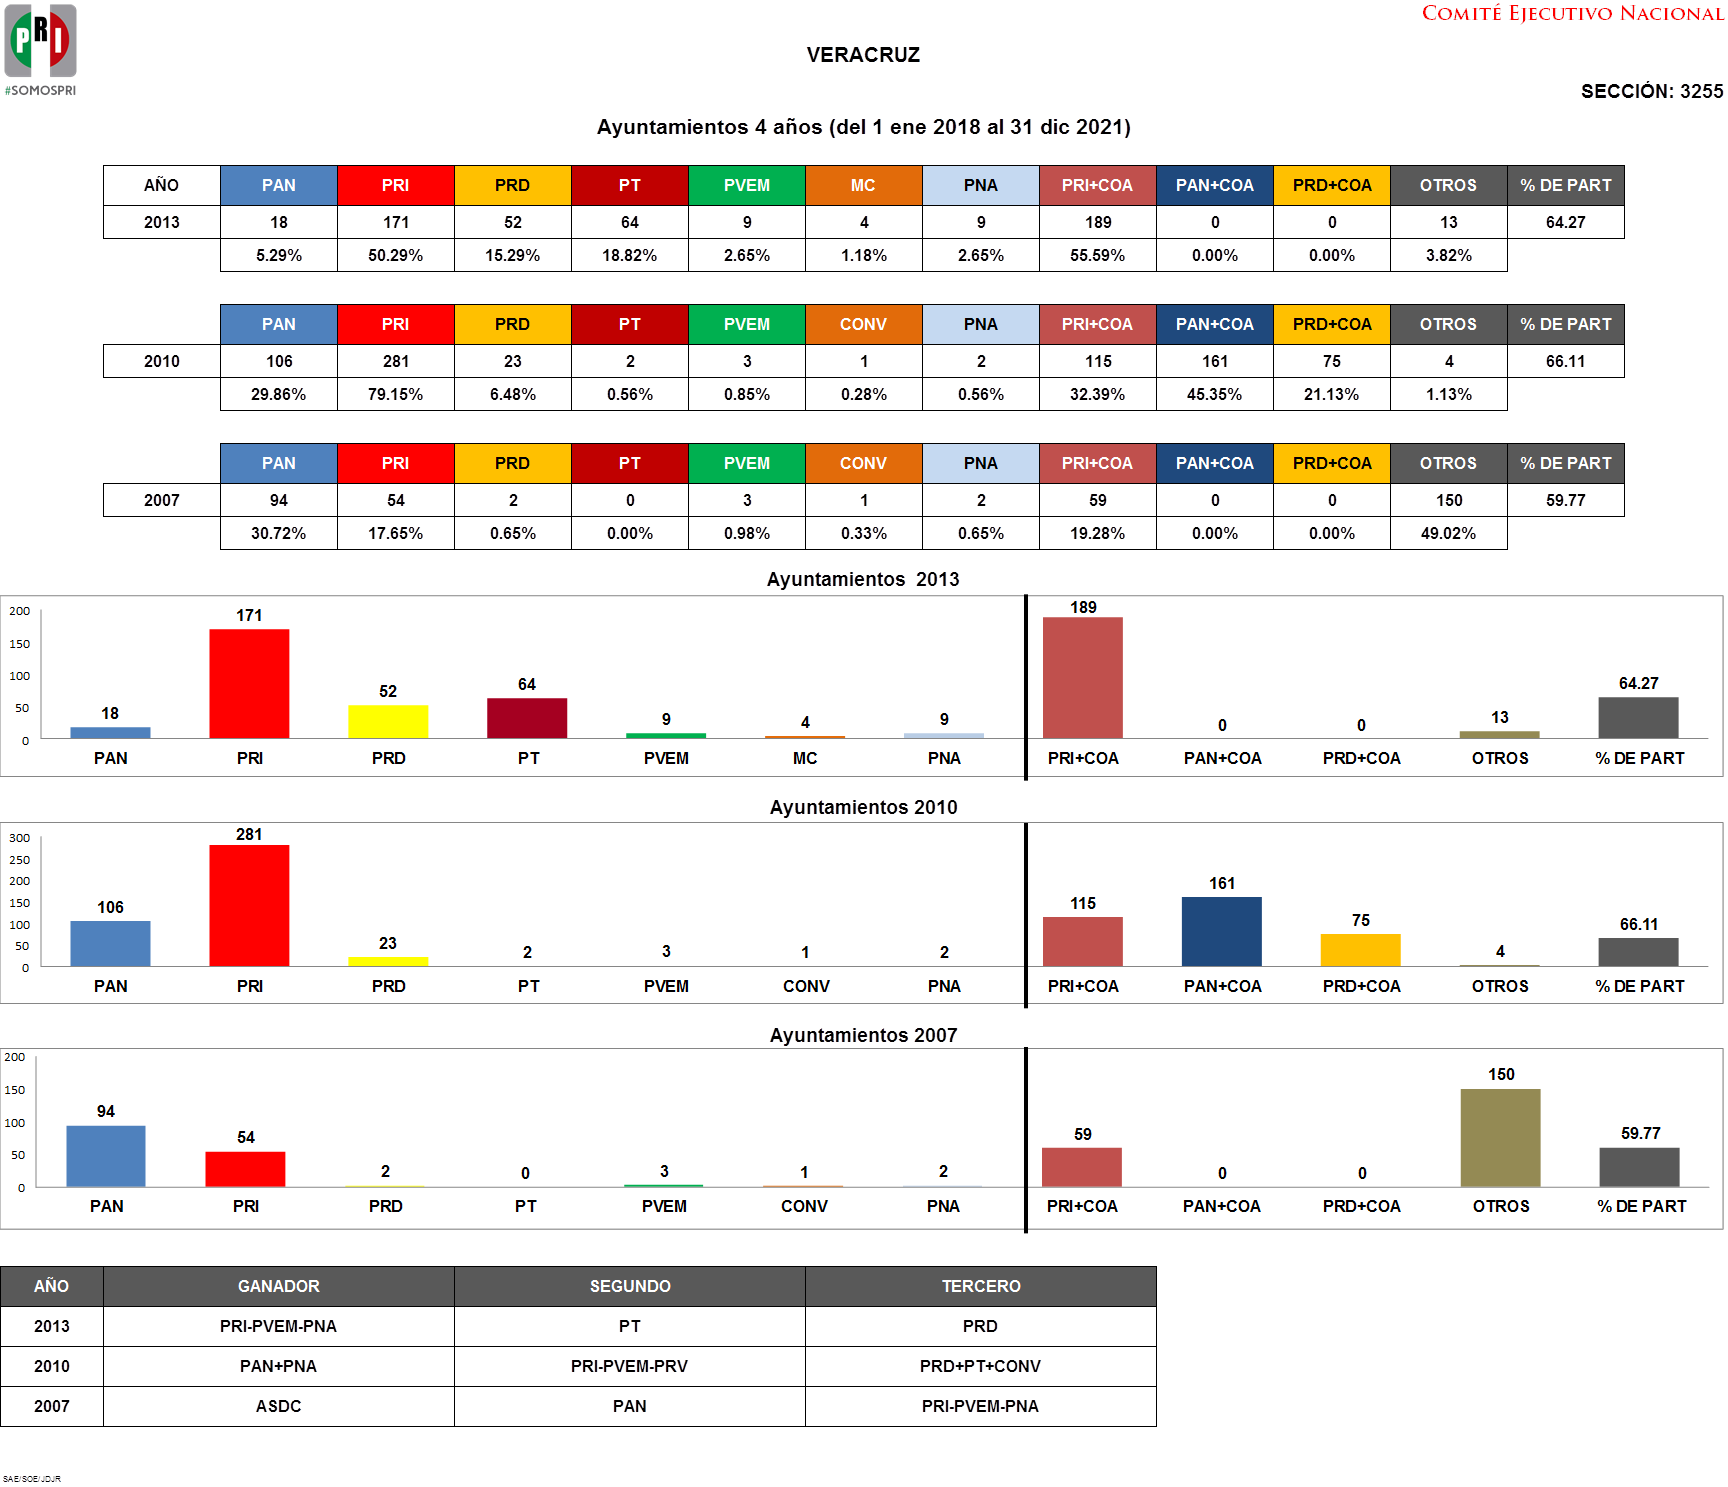 PRI
#SOMOSPRI
COMITÉ EJECUTIVO NACIONAL
VERACRUZ
SECCIÓN: 3255
Ayuntamientos 4 años (del 1 ene 2018 al 31 dic 2021)
AÑO PAN PRI PRD PT PVEM MC PNA PRI+COA PAN+COA PRD+COA OTROS % DE PART
2013 18 171 52 64 9 4 9 189 0 0 13 64.27
5.29% 50.29% 15.29% 18.82% 2.65% 1.18% 2.65% 55.59% 0.00% 0.00% 3.82%
PAN PRI PRD PT PVEM CONV PNA PRI+COA PAN+COA PRD+COA OTROS % DE PART
2010 106 281 23 2 3 1 2 115 161 75 4 66.11
29.86% 79.15% 6.48% 0.56% 0.85% 0.28% 0.56% 32.39% 45.35% 21.13% 1.13%
PAN PRI PRD PT PVEM CONV PNA PRI+COA PAN+COA PRD+COA OTROS % DE PART
2007 94 54 2 0 3 1 2 59 0 0 150 59.77
30.72% 17.65% 0.65% 0.00% 0.98% 0.33% 0.65% 19.28% 0.00% 0.00% 49.02%
Ayuntamientos 2013
200
150
100
50
0
18 171 52 64 9 4 9 189 0 0 13 64.27
PAN PRI PRD PT PVEM MC PNA PRI+COA PAN+COA PRD+COA OTROS % DE PART
Ayuntamientos 2010
300
250
200
150
100
50
0
106 281 23 2 3 1 2 115 161 75 4 66.11
PAN PRI PRD PT PVEM CONV PNA PRI+COA PAN+COA PRD+COA OTROS % DE PART
Ayuntamientos 2007
200
150
100
50
0
94 54 2 0 3 1 2 59 0 0 150 59.77
PAN PRI PRD PT PVEM CONV PNA PRI+COA PAN+COA PRD+COA OTROS % DE PART
AÑO GANADOR SEGUNDO TERCERO
2013 PRI-PVEM-PNA PT PRD
2010 PAN+PNA PRI-PVEM-PRV PRD+PT+CONV
2007 ASDC PAN PRI-PVEM-PNA
SAE/SOE/JDJR